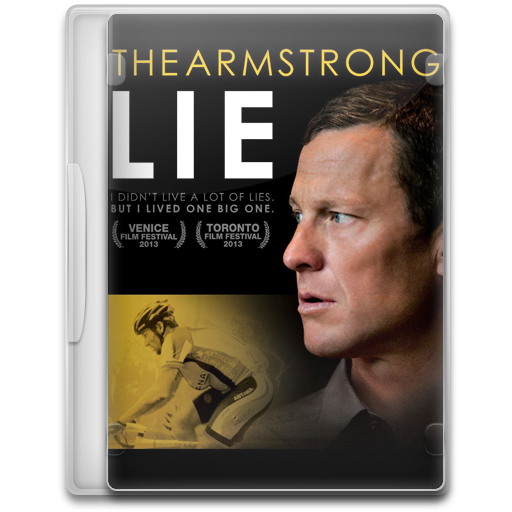 THE ARMSTRONG
LIE
I DIDN'T LIVE A LOT OF LIES.
BUT I LIVED ONE BIG ONE.
VENICE
FILM FESTIVAL
2013
TORONTO
FILM FESTIVAL
2013